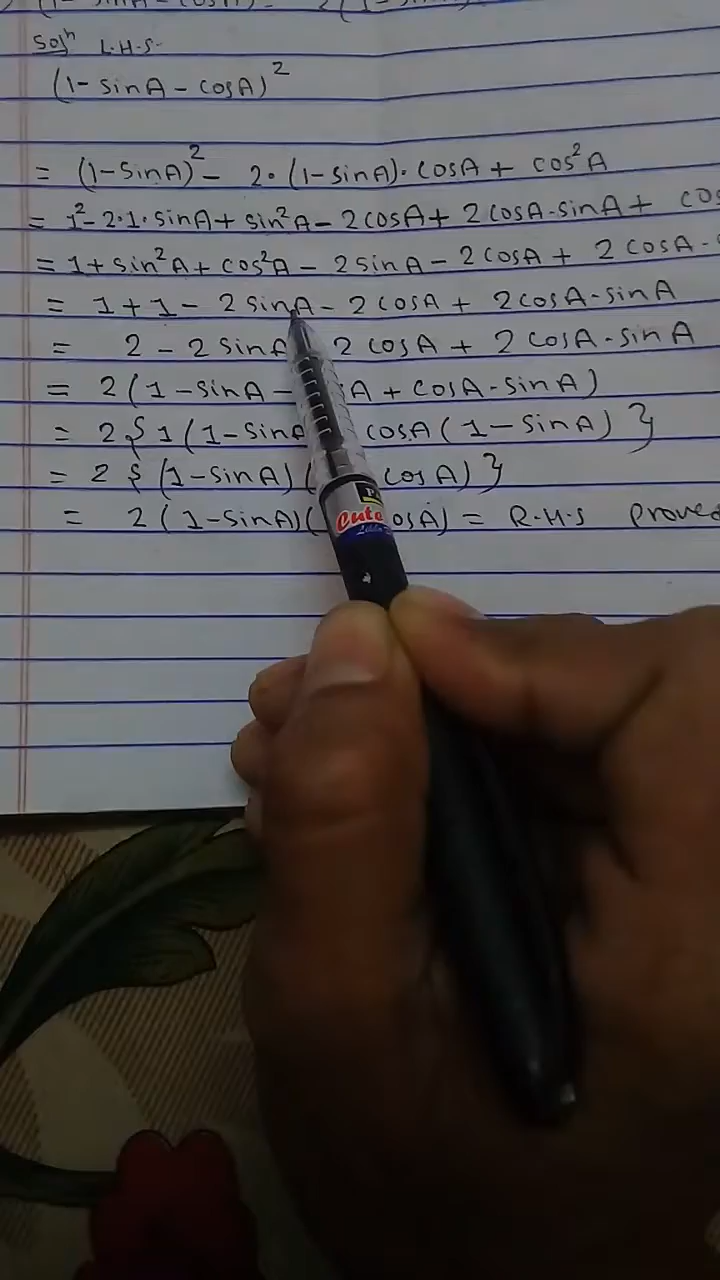 Solⁿ L.H.S.
(1-sinA-cosA)²
= (1-sinA)² - 2·(1-sinA)·cosA + cos²A
= 1²-2·1·sinA + sin²A - 2cosA + 2cosA·sinA +
= 1 + sin²A + cos²A - 2sinA - 2cosA + 2cosA·
= 1 + 1 - 2sinA - 2cosA + 2cosA·sinA
= 2 - 2sinA 2cosA + 2cosA·sinA
= 2(1-sinA - A + cosA·sinA)
= 2{1(1-sinA cosA(1-sinA)}
= 2{(1-sinA)( cosA)}
= 2(1-sinA)( osA) = R.H.S Proved
Cute